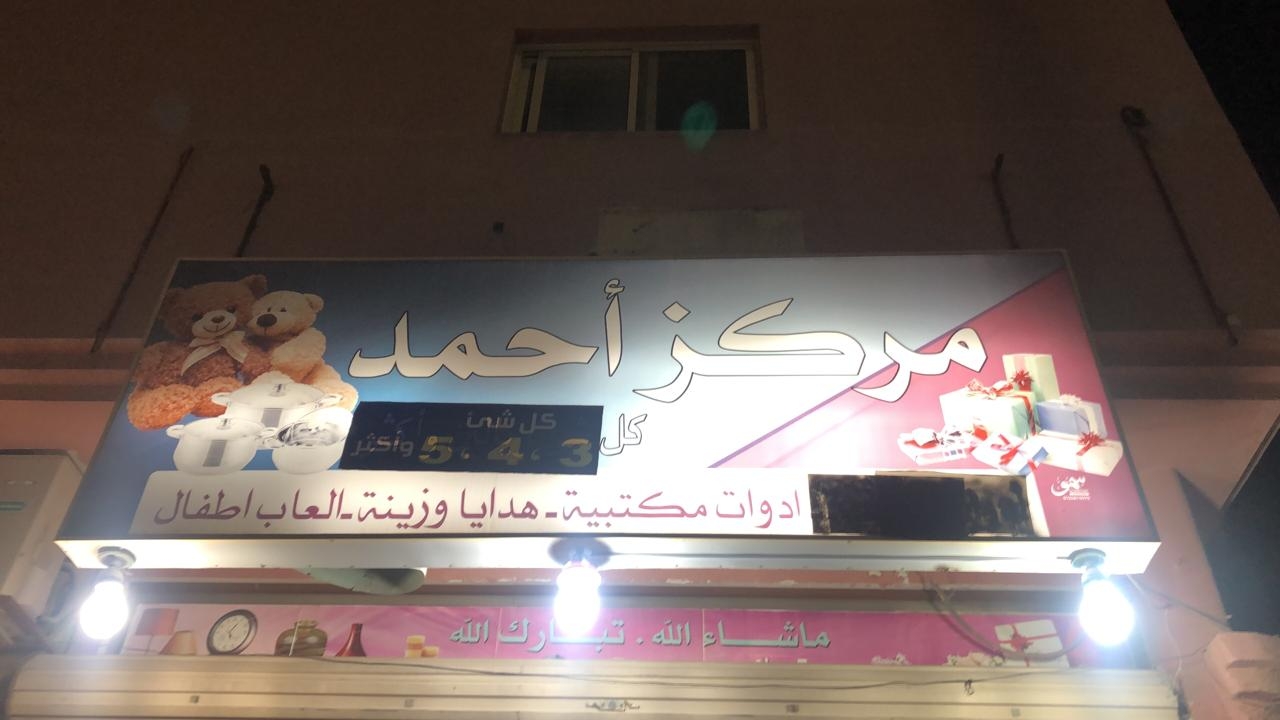 مركز أحمد
كل
كل شئ
3، 4، 5 وأكثر
ادوات مكتبية - هدايا وزينة - العاب اطفال
ماشاء الله . تبارك الله